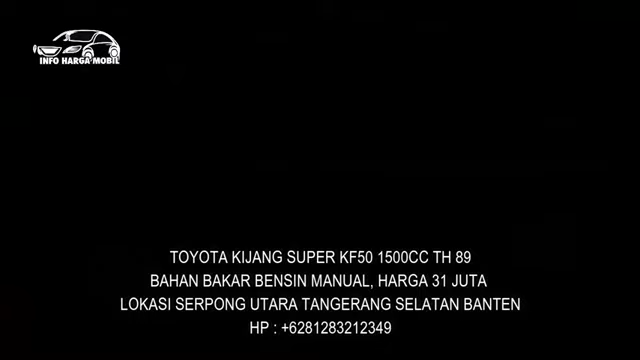 INFO HARGA MOBIL
TOYOTA KIJANG SUPER KF50 1500CC TH 89
BAHAN BAKAR BENSIN MANUAL, HARGA 31 JUTA
LOKASI SERPONG UTARA TANGERANG SELATAN BANTEN
HP : +6281283212349